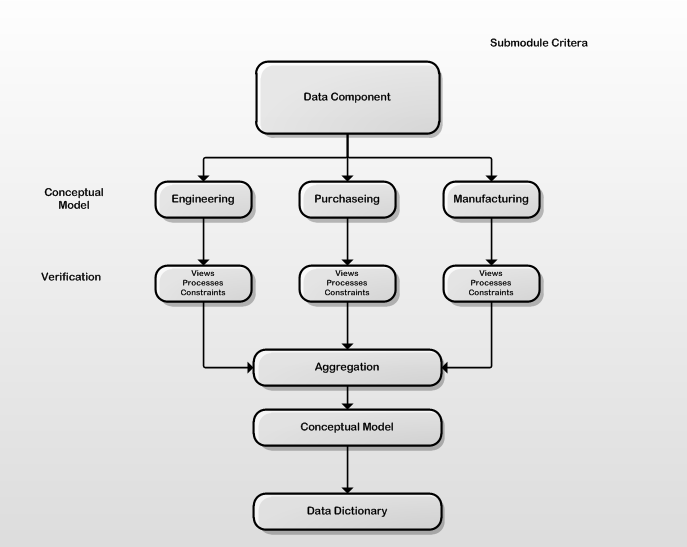 Submodule Critera
Data Component
Conceptual
Model
Engineering
Purchaseing
Manufacturing
Verification
Views
Processes
Constraints
Views
Processes
Constraints
Views
Processes
Constraints
Aggregation
Conceptual Model
Data Dictionary